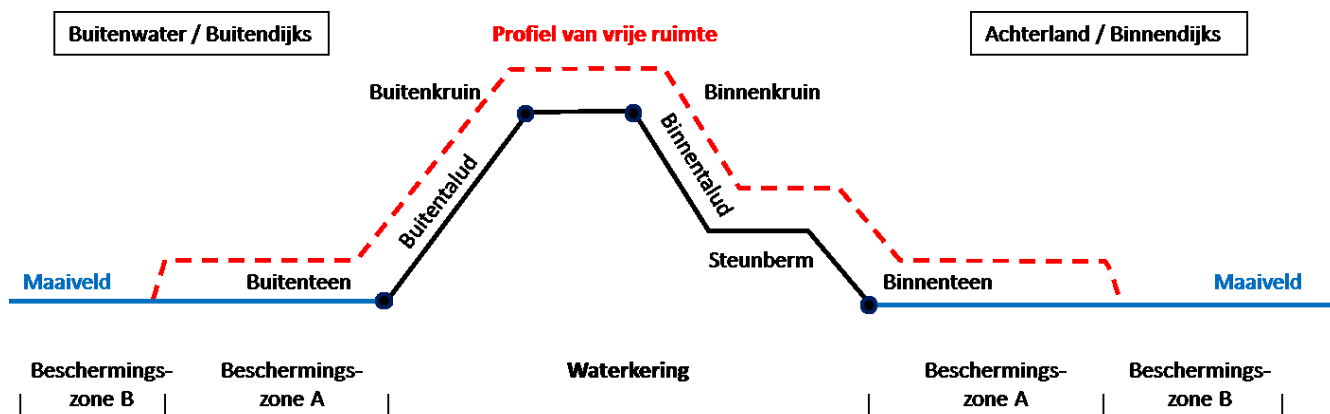 Buitenwater / Buitendijks
Profiel van vrije ruimte
Achterland / Binnendijks
Buitenkruin
Binnenkruin
Buitentalud
Binnentalud
Steunberm
Maaiveld
Buitenteen
Binnenteen
Maaiveld
Beschermings-
zone B
Beschermings-
zone A
Waterkering
Beschermings-
zone A
Beschermings-
zone B